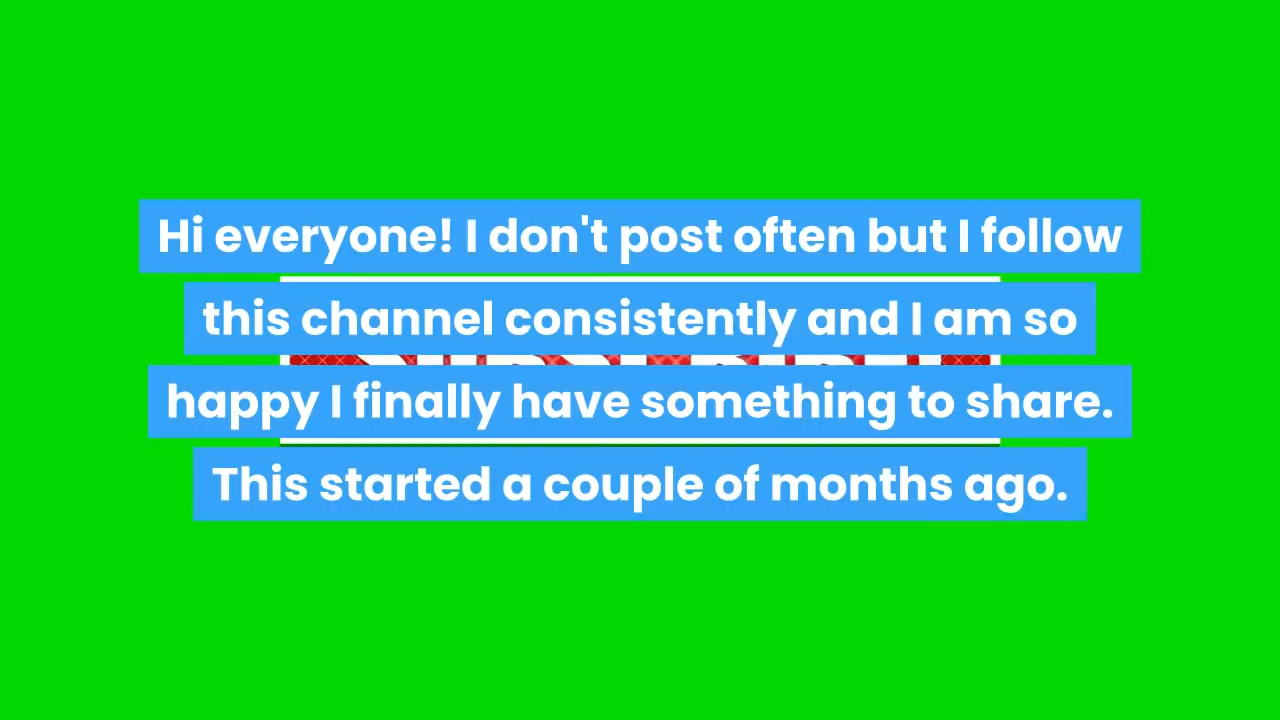 Hi everyone! I don't post often but I follow
this channel consistently and I am so
happy I finally have something to share.
This started a couple of months ago.